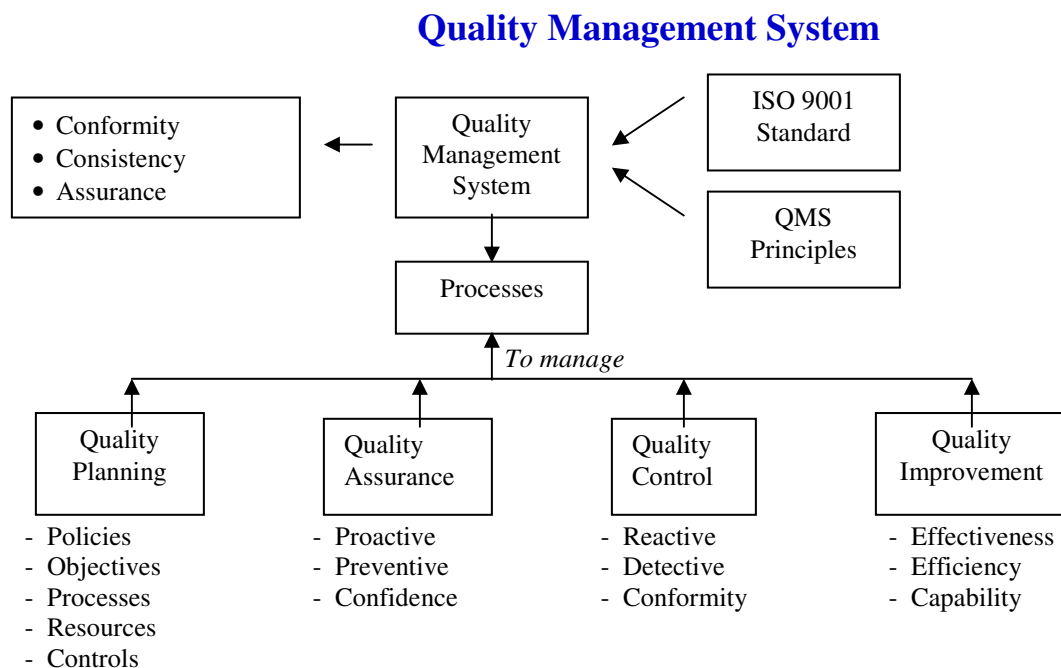 Quality Management System
• Conformity
• Consistency
• Assurance
Quality
Management
System
ISO 9001
Standard
QMS
Principles
Processes
To manage
Quality
Planning
- Policies
- Objectives
- Processes
- Resources
- Controls
Quality
Assurance
- Proactive
- Preventive
- Confidence
Quality
Control
- Reactive
- Detective
- Conformity
Quality
Improvement
- Effectiveness
- Efficiency
- Capability